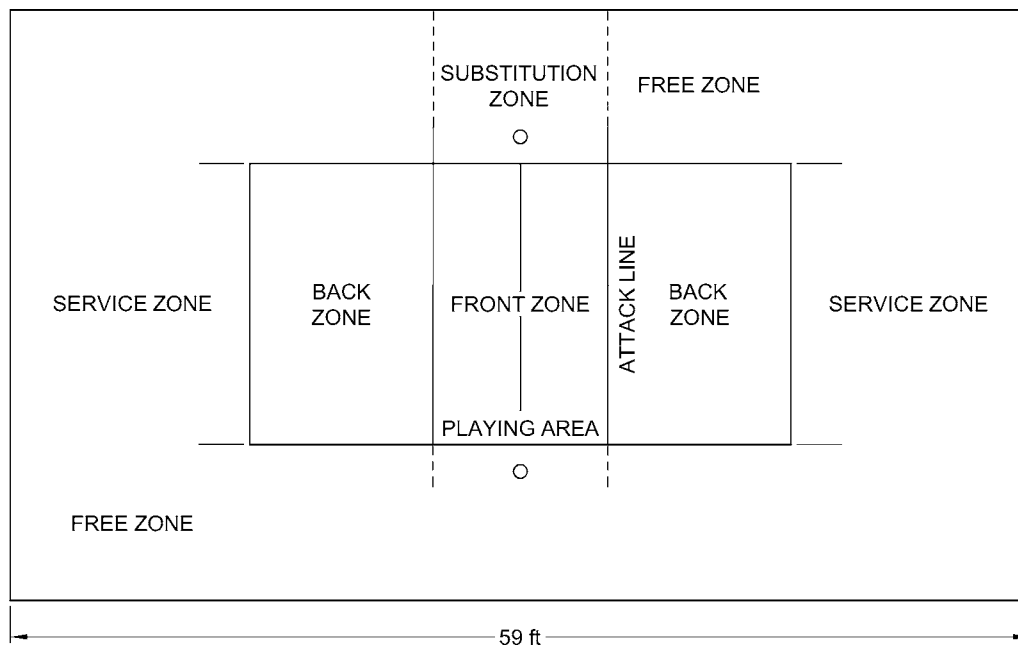 SUBSTITUTION
ZONE
FREE ZONE
SERVICE ZONE
BACK
ZONE
FRONT ZONE
ATTACK LINE
BACK
ZONE
SERVICE ZONE
PLAYING AREA
FREE ZONE
59 ft